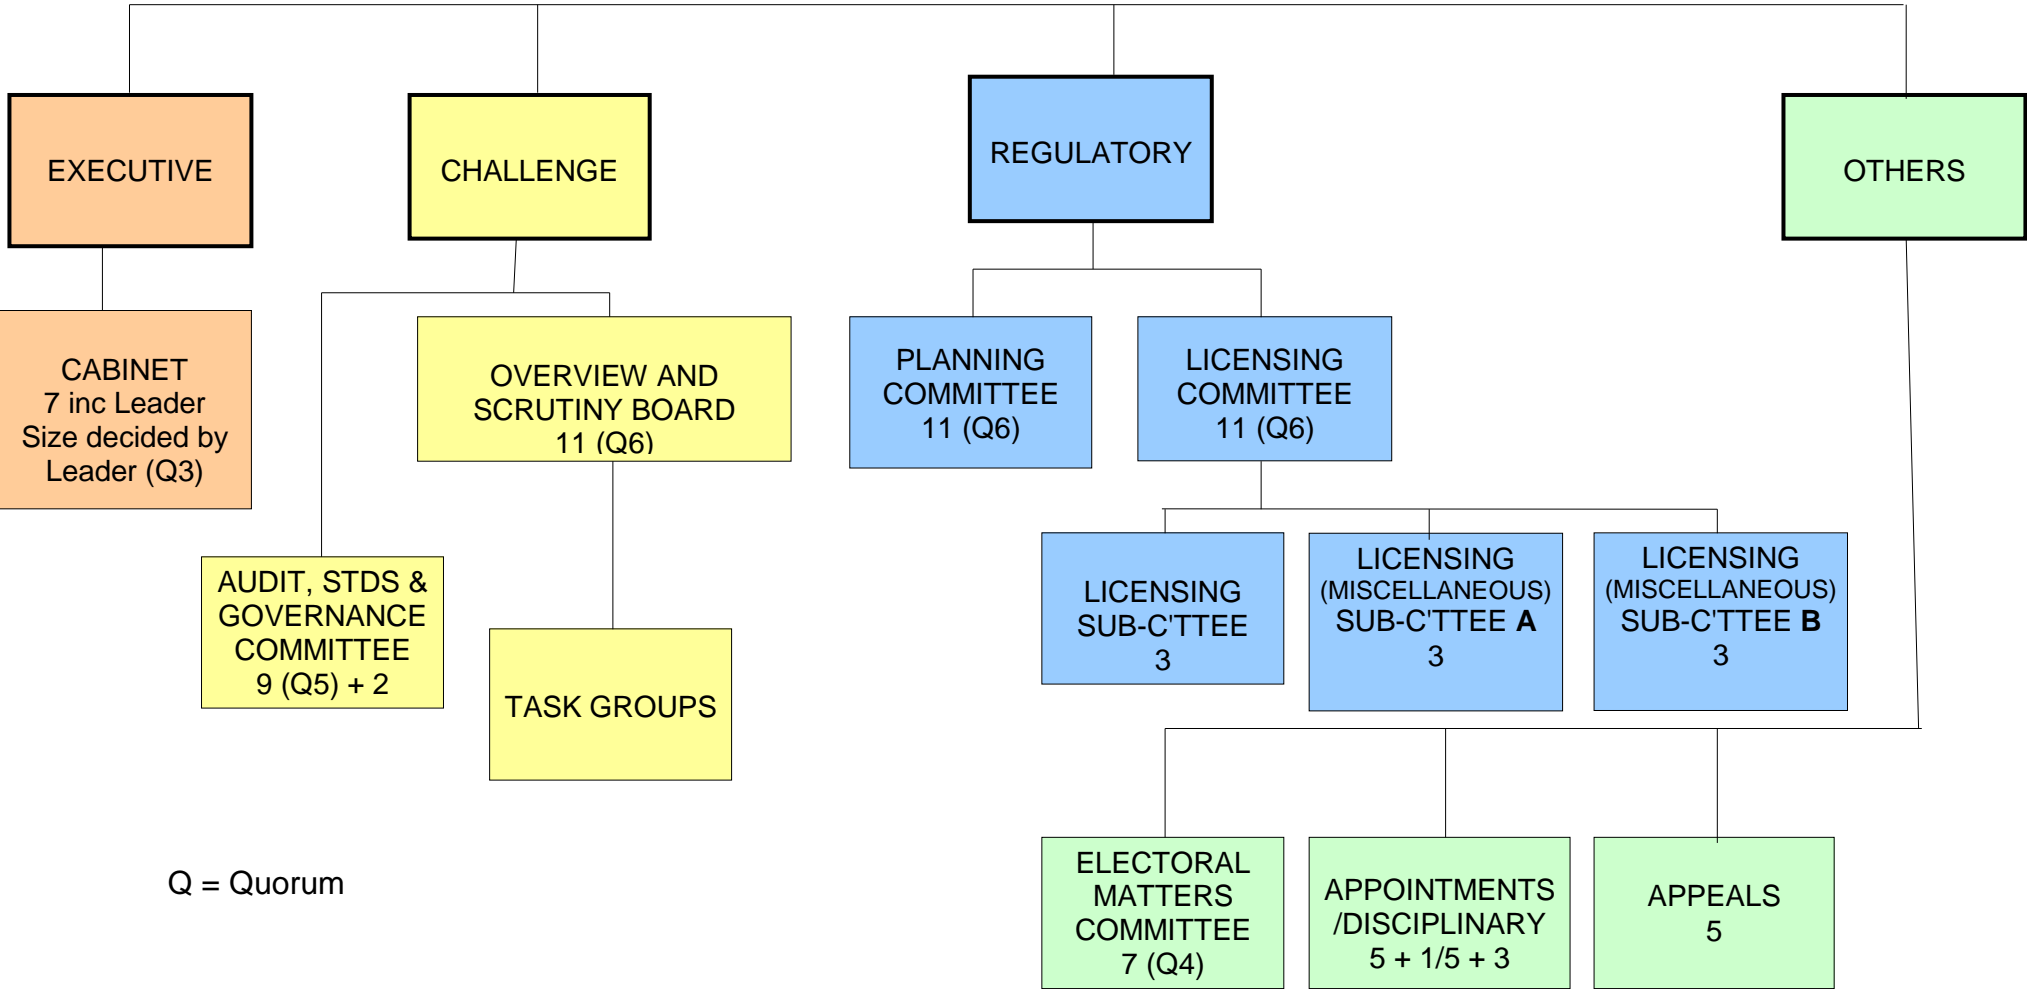 EXECUTIVE
CHALLENGE
REGULATORY
OTHERS
CABINET
7 inc Leader
Size decided by
Leader (Q3)
OVERVIEW AND
SCRUTINY BOARD
11 (Q6)
PLANNING
COMMITTEE
11 (Q6)
LICENSING
COMMITTEE
11 (Q6)
AUDIT, STDS &
GOVERNANCE
COMMITTEE
9 (Q5) + 2
TASK GROUPS
LICENSING
SUB-C'TTEE
3
LICENSING
(MISCELLANEOUS)
SUB-C'TTEE A
3
LICENSING
(MISCELLANEOUS)
SUB-C'TTEE B
3
Q = Quorum
ELECTORAL
MATTERS
COMMITTEE
7 (Q4)
APPOINTMENTS
/DISCIPLINARY
5 + 1/5 + 3
APPEALS
5